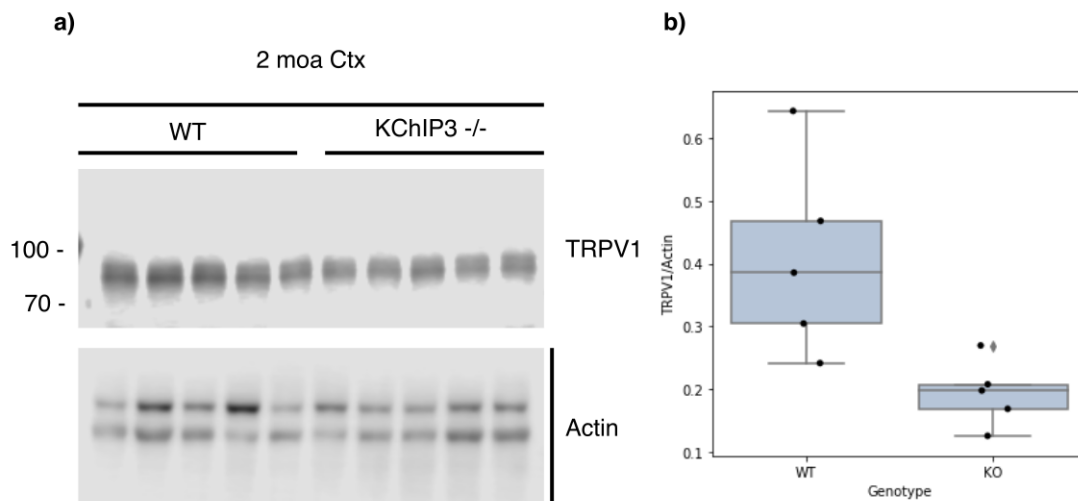 a)
2 moa Ctx
WT
KChIP3 -/-
100 -
70 -
TRPV1
Actin
b)
TRPV1/Actin
0.6
0.5
0.4
0.3
0.2
0.1
WT
KO
Genotype